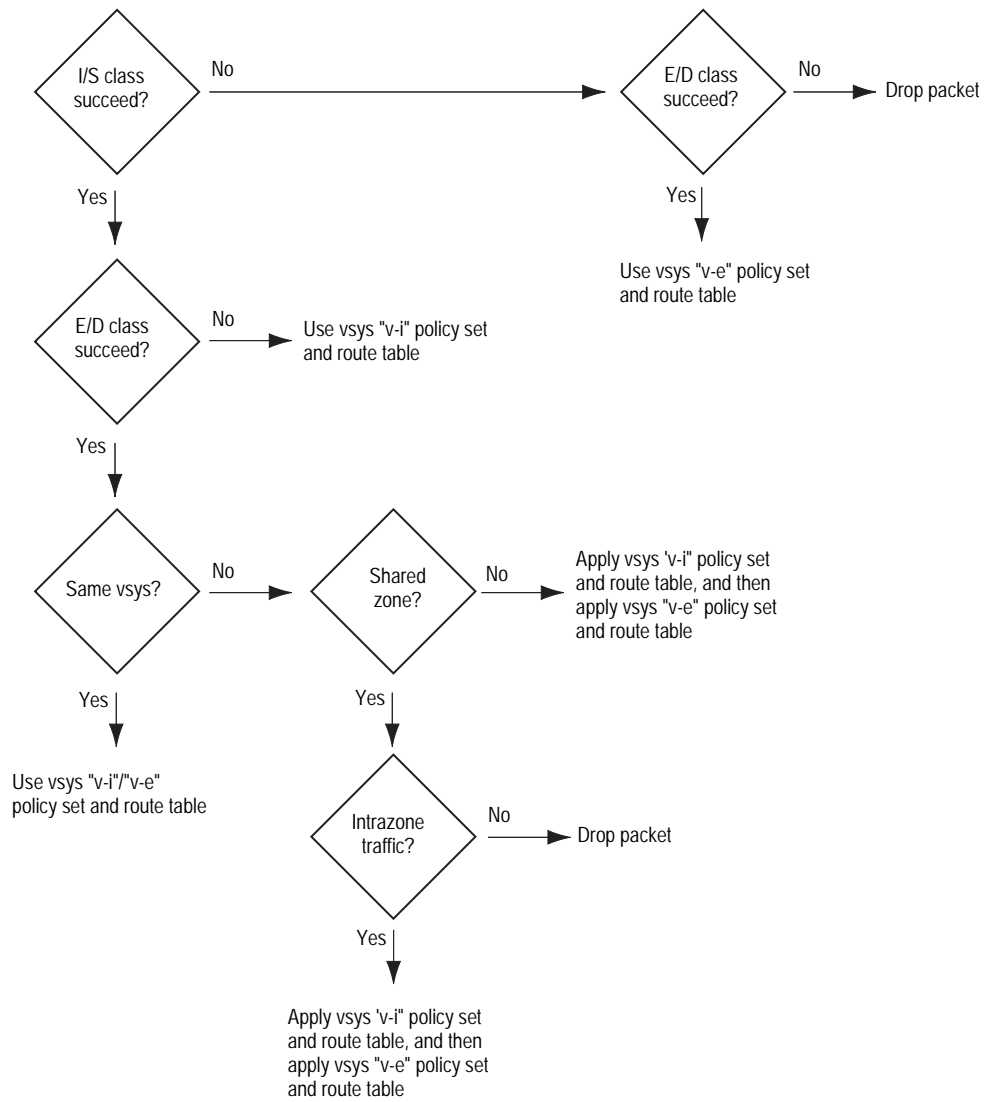 I/S class
succeed?
No
E/D class
succeed?
No
Drop packet
Yes
Yes
Use vsys "v-e" policy set
and route table
E/D class
succeed?
No
Use vsys "v-i" policy set
and route table
Yes
Same vsys?
No
Shared
zone?
No
Apply vsys 'v-i" policy set
and route table, and then
apply vsys "v-e" policy set
and route table
Yes
Yes
Use vsys "v-i"/"v-e"
policy set and route table
Intrazone
traffic?
No
Drop packet
Yes
Apply vsys 'v-i" policy set
and route table, and then
apply vsys "v-e" policy set
and route table